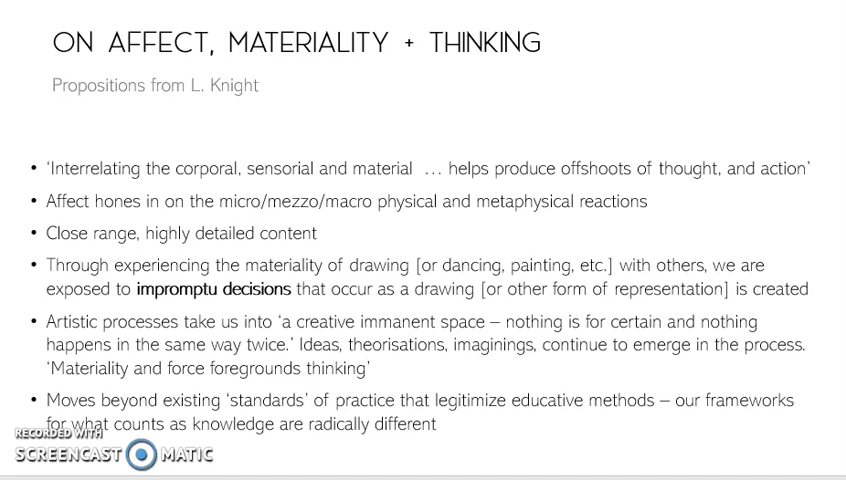 ON AFFECT, MATERIALITY + THINKING
Propositions from L. Knight
• 'Interrelating the corporal, sensorial and material … helps produce offshoots of thought, and action'
• Affect hones in on the micro/mezzo/macro physical and metaphysical reactions
• Close range, highly detailed content
• Through experiencing the materiality of drawing [or dancing, painting, etc.] with others, we are
exposed to impromptu decisions that occur as a drawing [or other form of representation] is created
• Artistic processes take us into 'a creative immanent space – nothing is for certain and nothing
happens in the same way twice.' Ideas, theorisations, imaginings, continue to emerge in the process.
'Materiality and force foregrounds thinking'
• Moves beyond existing 'standards' of practice that legitimize educative methods – our frameworks
for what counts as knowledge are radically different
RECORDED WITH
SCREENCAST MATIC